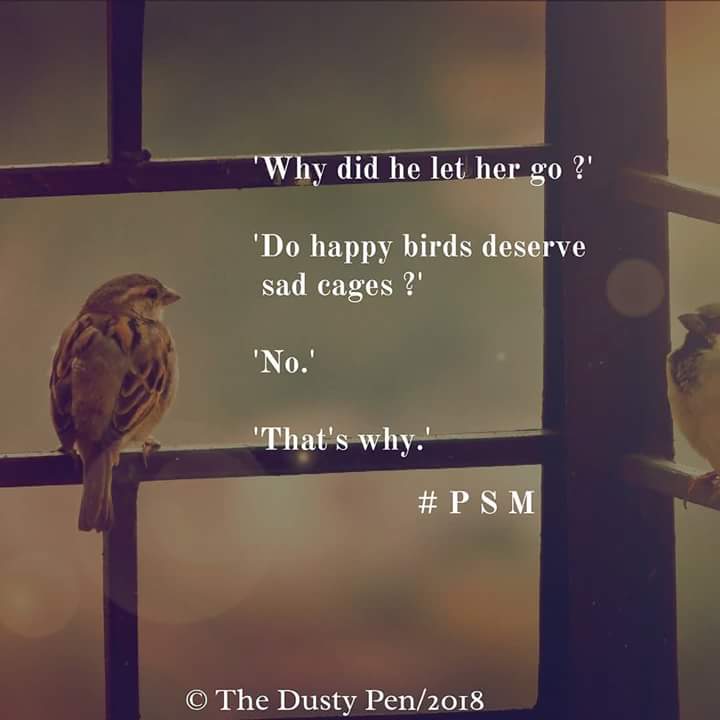 'Why did he let her go ?'
'Do happy birds deserve
sad cages ?'
'No.'
'That's why.'
# P S M
© The Dusty Pen/2018